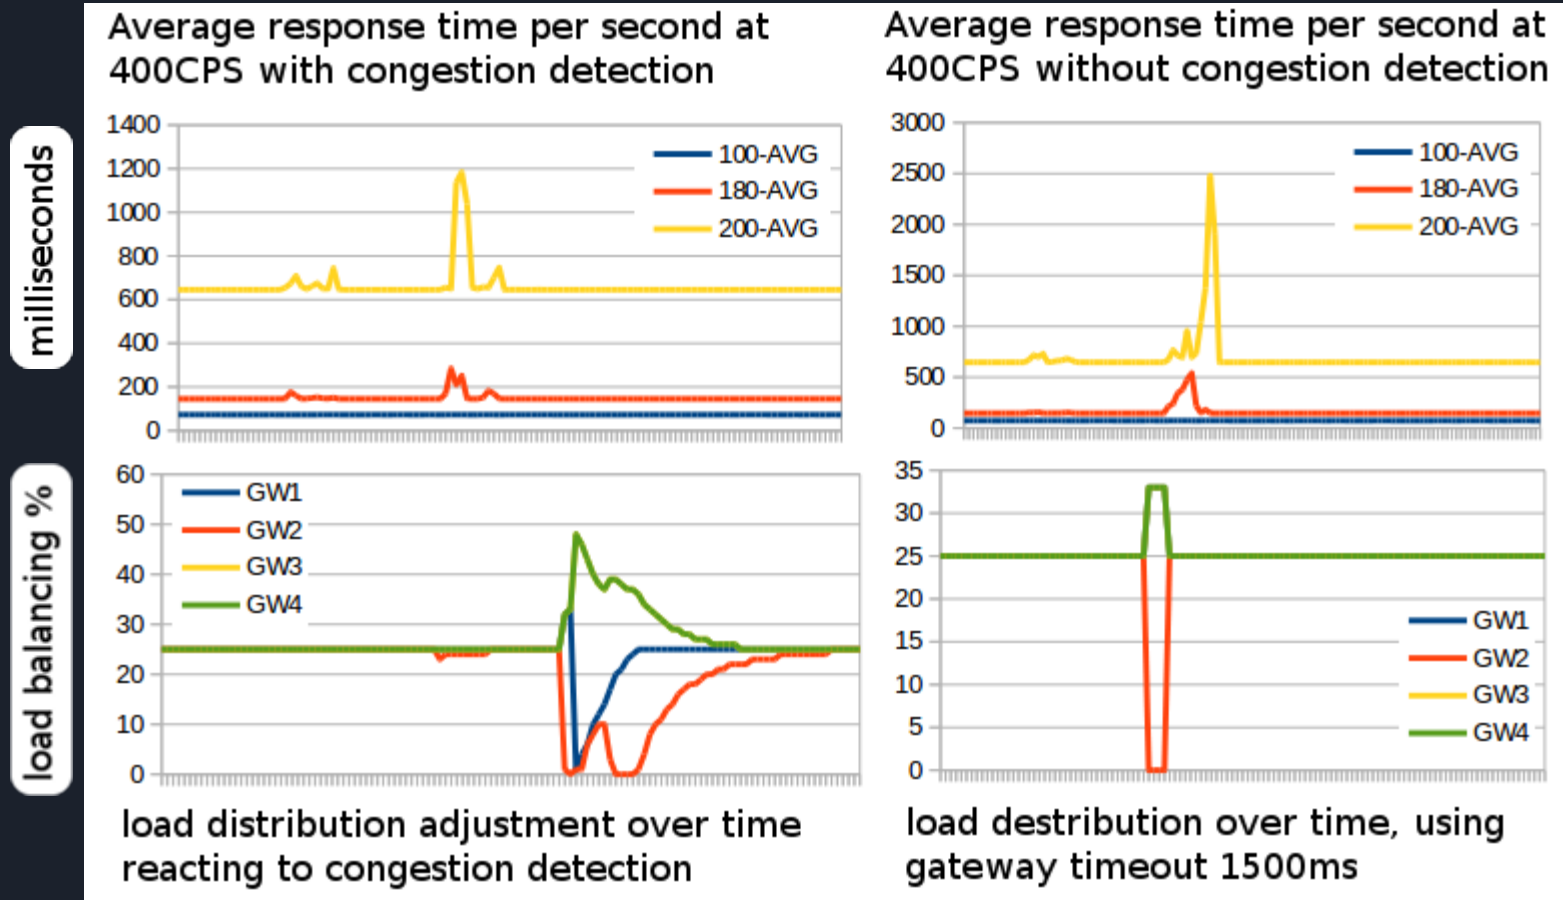 Average response time per second at
400CPS with congestion detection
milliseconds
1400
1200
1000
800
600
400
200
0
100-AVG
180-AVG
200-AVG
Average response time per second at
400CPS without congestion detection
3000
2500
2000
1500
1000
500
0
100-AVG
180-AVG
200-AVG
load balancing %
60
50
40
30
20
10
0
GW1
GW2
GW3
GW4
load distribution adjustment over time
reacting to congestion detection
35
30
25
20
15
10
5
0
GW1
GW2
GW3
GW4
load destribution over time, using
gateway timeout 1500ms